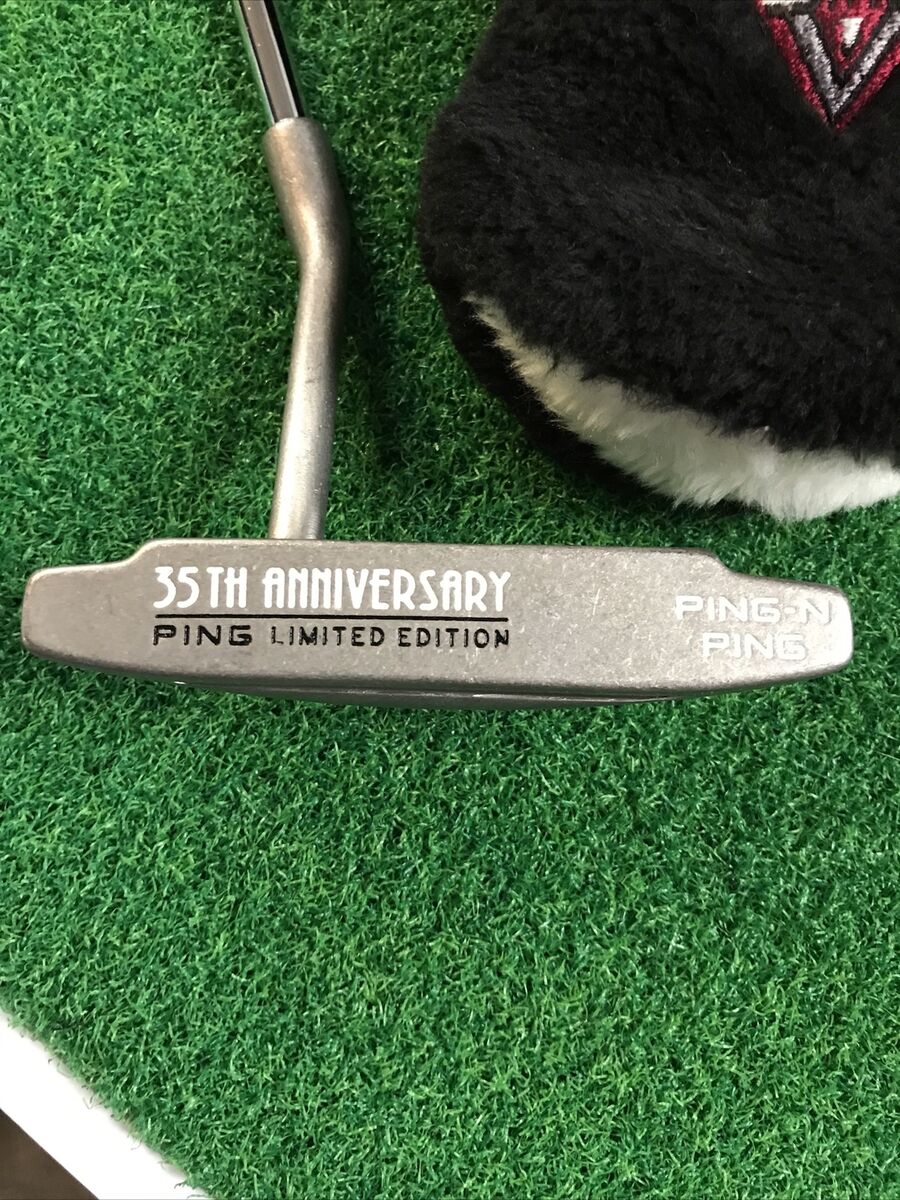 35TH ANNIVERSARY
PING LIMITED EDITION
PING-N
PING